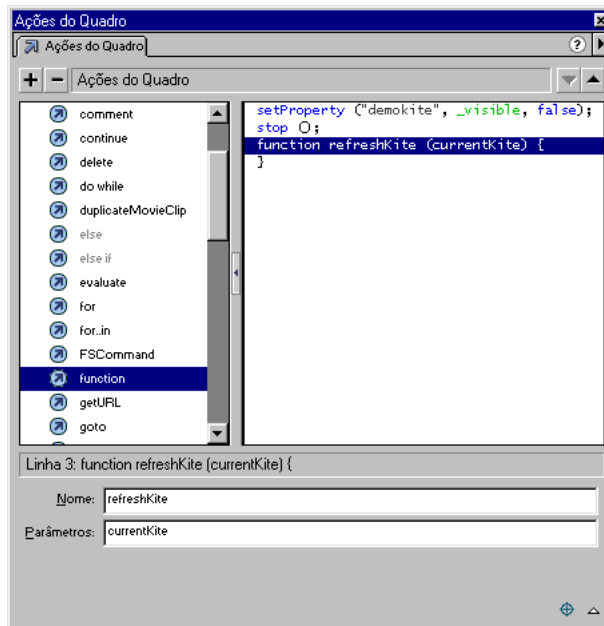 Ações do Quadro
Ações do Quadro
?
+ − Ações do Quadro
comment
continue
delete
do while
duplicateMovieClip
else
else if
evaluate
for
for..in
FSCommand
function
getURL
goto
setProperty ("demokite", _visible, false);
stop ();
function refreshKite (currentKite) {
}
Linha 3: function refreshKite (currentKite) {
Nome: refreshKite
Parâmetros: currentKite